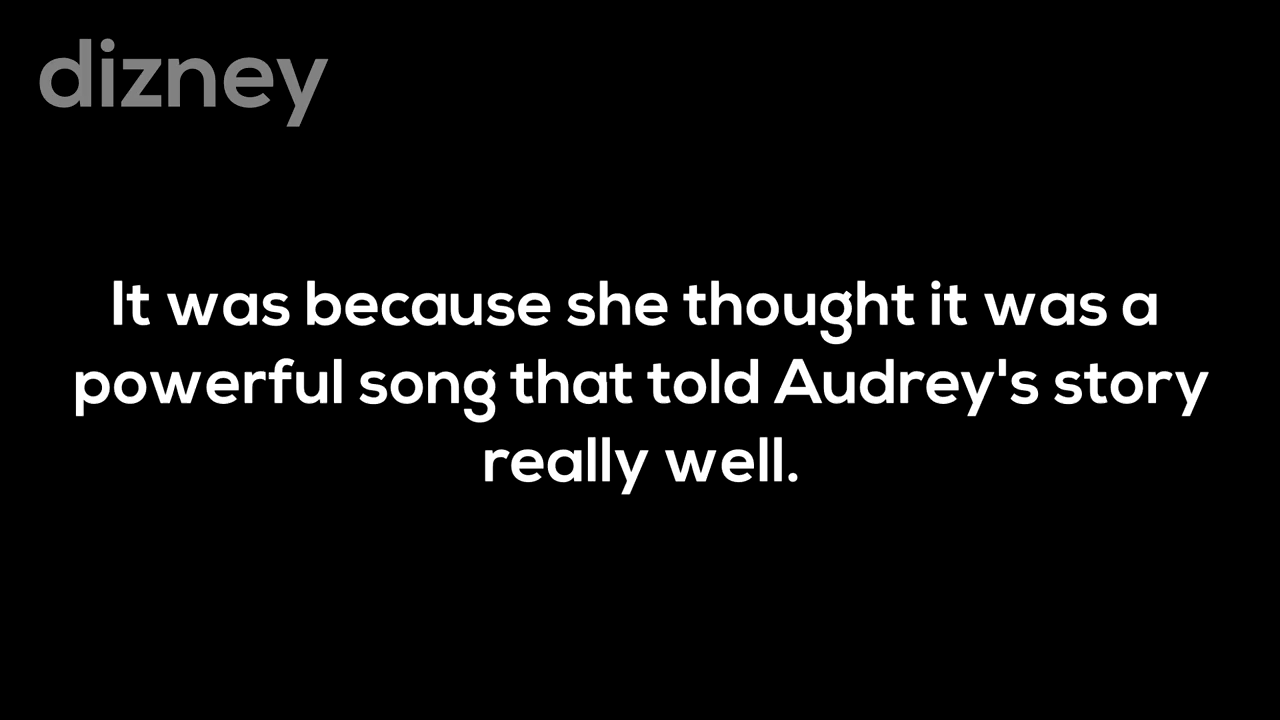 dizney
It was because she thought it was a
powerful song that told Audrey's story
really well.